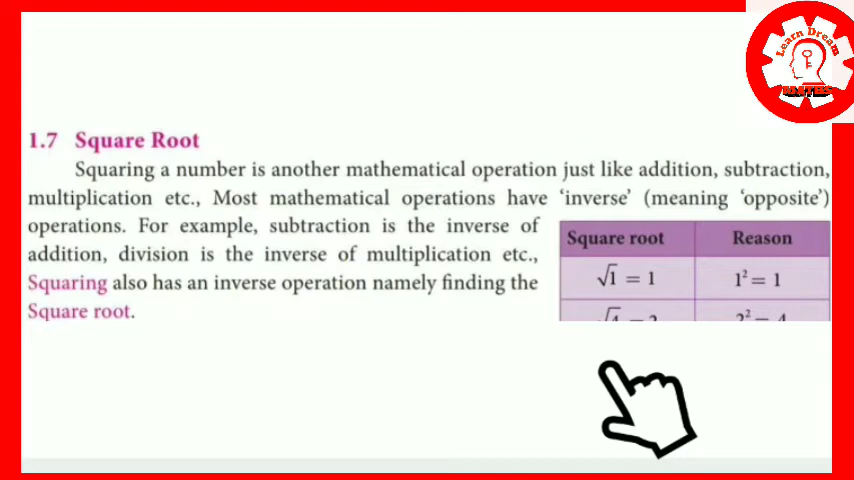 Learn Dream
MATHS
1.7 Square Root
Squaring a number is another mathematical operation just like addition, subtraction,
multiplication etc., Most mathematical operations have ‘inverse’ (meaning ‘opposite’)
operations. For example, subtraction is the inverse of
addition, division is the inverse of multiplication etc.,
Squaring also has an inverse operation namely finding the
Square root.
Square root Reason
√1 = 1 1² = 1